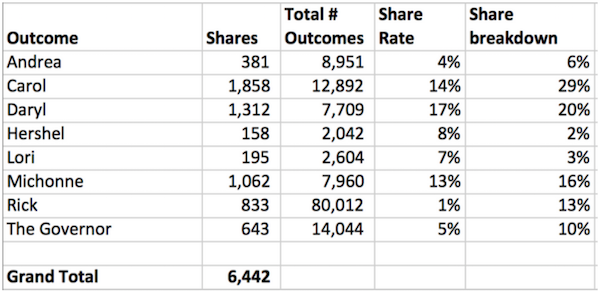 Outcome Shares Total # Outcomes Share Rate Share breakdown
Andrea 381 8,951 4% 6%
Carol 1,858 12,892 14% 29%
Daryl 1,312 7,709 17% 20%
Hershel 158 2,042 8% 2%
Lori 195 2,604 7% 3%
Michonne 1,062 7,960 13% 16%
Rick 833 80,012 1% 13%
The Governor 643 14,044 5% 10%
Grand Total 6,442